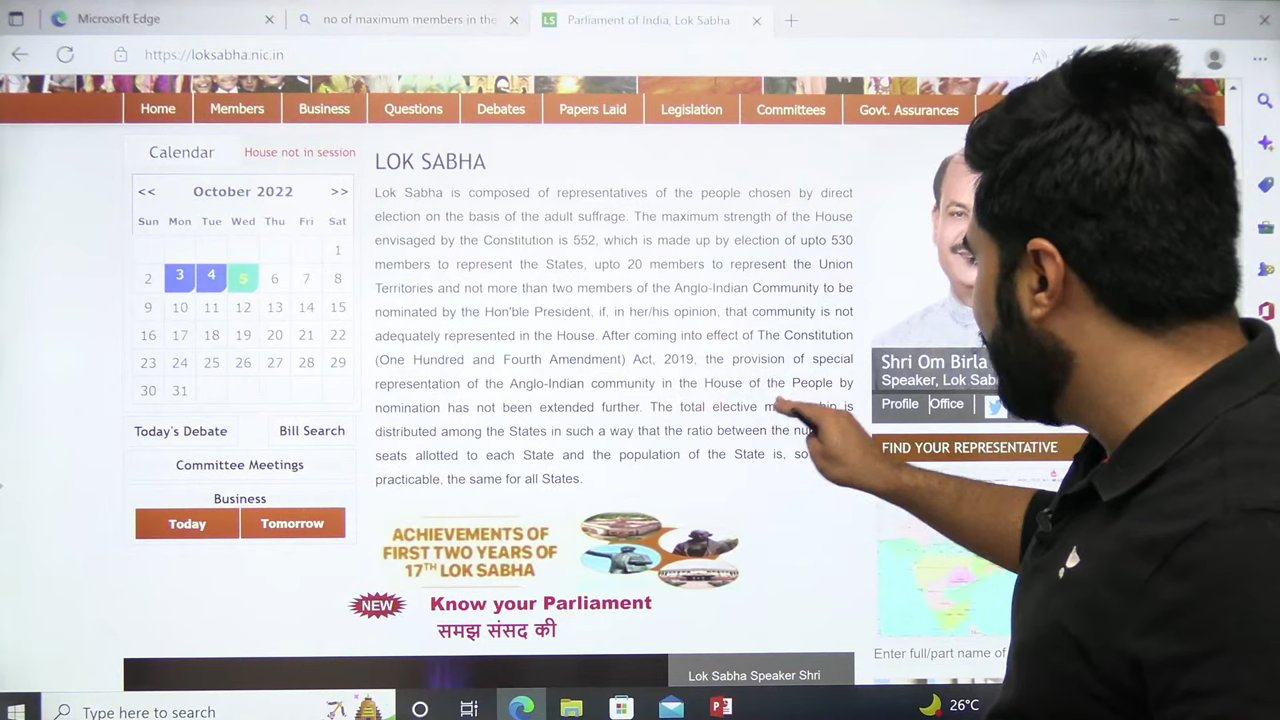 Microsoft Edge
no of maximum members in the
LS Parliament of India, Lok Sabha
https://loksabha.nic.in
Home Members Business Questions Debates Papers Laid Legislation Committees Govt. Assurances
Calendar House not in session
<< October 2022 >>
Sun Mon Tue Wed Thu Fri Sat
1
2 3 4 5 6 7 8
9 10 11 12 13 14 15
16 17 18 19 20 21 22
23 24 25 26 27 28 29
30 31
Today's Debate Bill Search
Committee Meetings
Business
Today Tomorrow
LOK SABHA
Lok Sabha is composed of representatives of the people chosen by direct
election on the basis of the adult suffrage. The maximum strength of the House
envisaged by the Constitution is 552, which is made up by election of upto 530
members to represent the States, upto 20 members to represent the Union
Territories and not more than two members of the Anglo-Indian Community to be
nominated by the Hon'ble President, if, in her/his opinion, that community is not
adequately represented in the House. After coming into effect of The Constitution
(One Hundred and Fourth Amendment) Act, 2019, the provision of special
representation of the Anglo-Indian community in the House of the People by
nomination has not been extended further. The total elective is
distributed among the States in such a way that the ratio between the
seats allotted to each State and the population of the State is, so
practicable, the same for all States.
ACHIEVEMENTS OF
FIRST TWO YEARS OF
17TH LOK SABHA
NEW Know your Parliament
समझ संसद की
Lok Sabha Speaker Shri
Shri Om Birla
Speaker, Lok Sab
Profile Office
FIND YOUR REPRESENTATIVE
Enter full/part name of
Type here to search
26°C